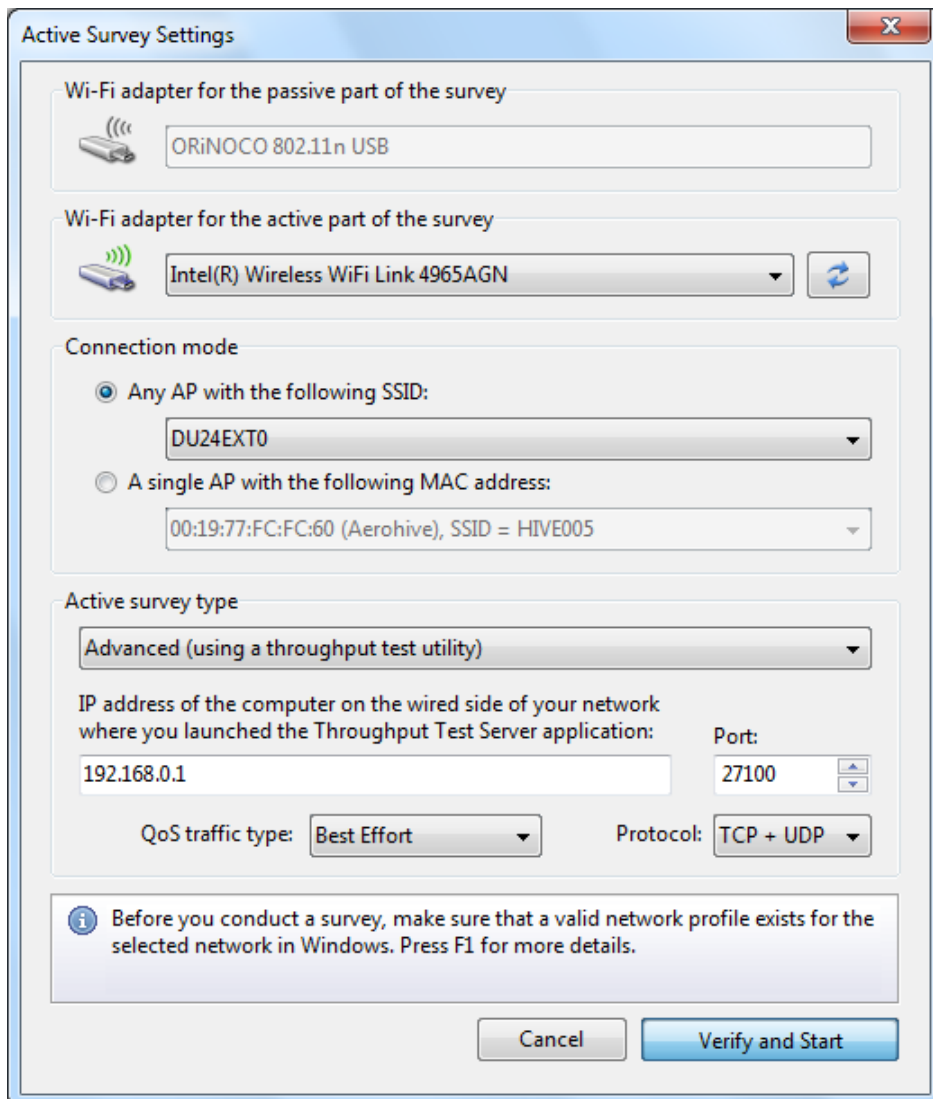 Active Survey Settings
Wi-Fi adapter for the passive part of the survey
ORiNOCO 802.11n USB
Wi-Fi adapter for the active part of the survey
Intel(R) Wireless WiFi Link 4965AGN
Connection mode
Any AP with the following SSID:
DU24EXT0
A single AP with the following MAC address:
00:19:77:FC:FC:60 (Aerohive), SSID = HIVE005
Active survey type
Advanced (using a throughput test utility)
IP address of the computer on the wired side of your network
where you launched the Throughput Test Server application:
Port:
192.168.0.1
27100
QoS traffic type: Best Effort
Protocol: TCP + UDP
Before you conduct a survey, make sure that a valid network profile exists for the
selected network in Windows. Press F1 for more details.
Cancel
Verify and Start